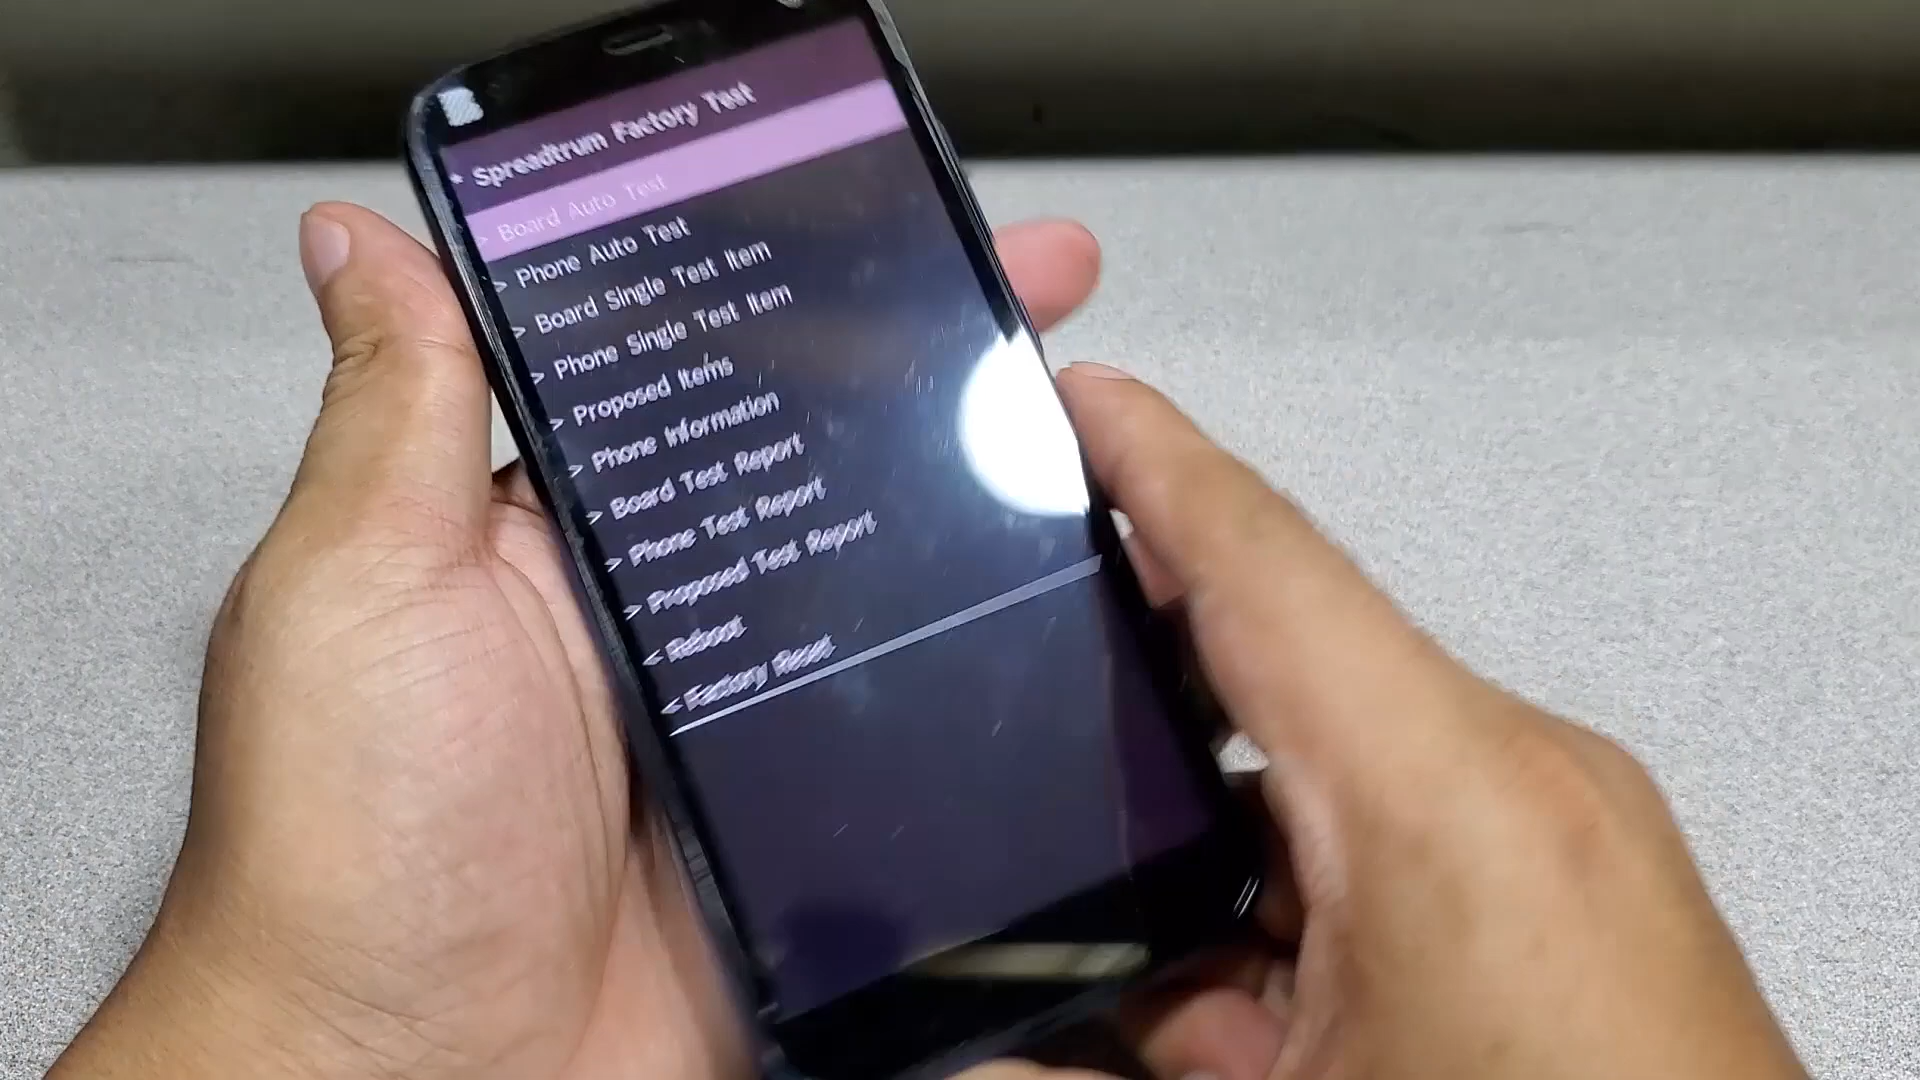 * Spreadtrum Factory Test
> Board Auto Test
> Phone Auto Test
> Board Single Test Item
> Phone Single Test Item
> Proposed Items
> Phone Information
> Board Test Report
> Phone Test Report
> Proposed Test Report
< Reboot
< Factory Reset